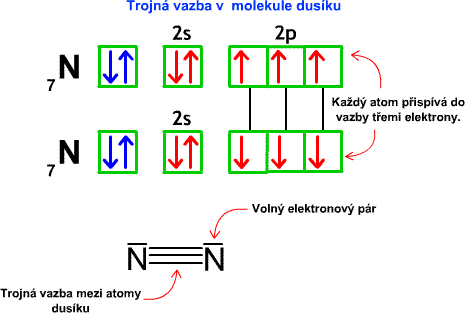 Trojná vazba v molekule dusíku
2s 2p
7N
Každý atom přispívá do
vazby třemi elektrony.
2s
7N
Volný elektronový pár
N N
Trojná vazba mezi atomy
dusíku